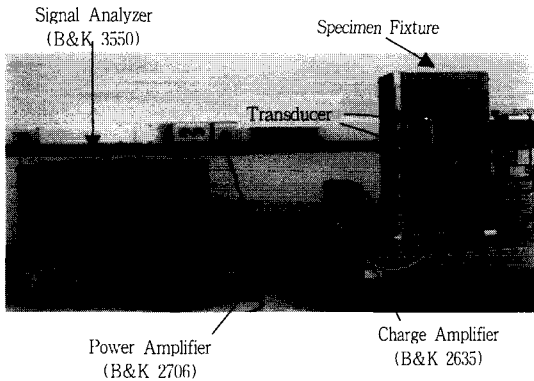 Signal Analyzer
(B&K 3550)
Specimen Fixture
Transducer
Power Amplifier
(B&K 2706)
Charge Amplifier
(B&K 2635)